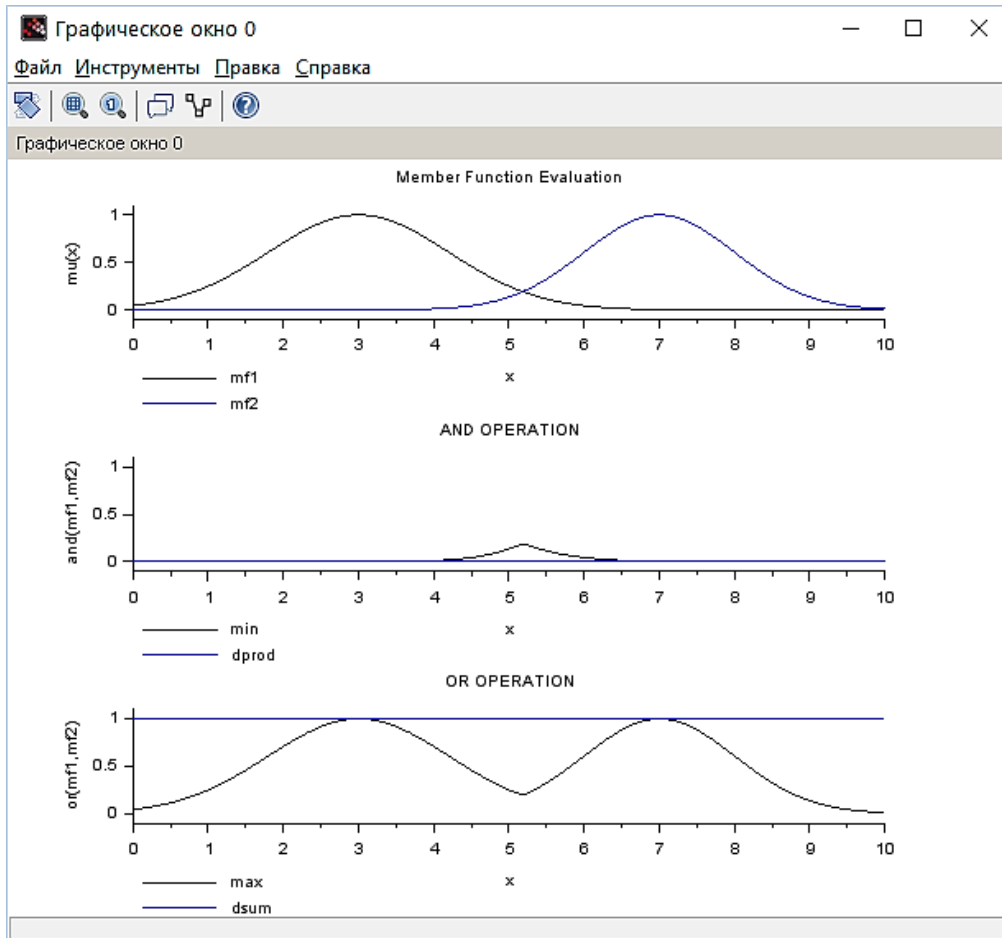 Графическое окно 0
Файл Инструменты Правка Справка
Графическое окно 0
Member Function Evaluation
mu(x)
1
0.5
0
0 1 2 3 4 5 6 7 8 9 10
x
mf1
mf2
AND OPERATION
and(mf1,mf2)
1
0.5
0
0 1 2 3 4 5 6 7 8 9 10
x
min
dprod
OR OPERATION
or(mf1,mf2)
1
0.5
0
0 1 2 3 4 5 6 7 8 9 10
x
max
dsum